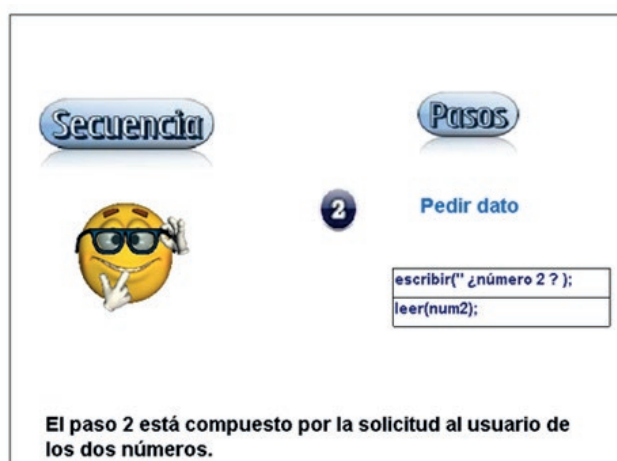 Secuencia
Pasos
2
Pedir dato
escribir(" ¿número 2 ? );
leer(num2);
El paso 2 está compuesto por la solicitud al usuario de
los dos números.